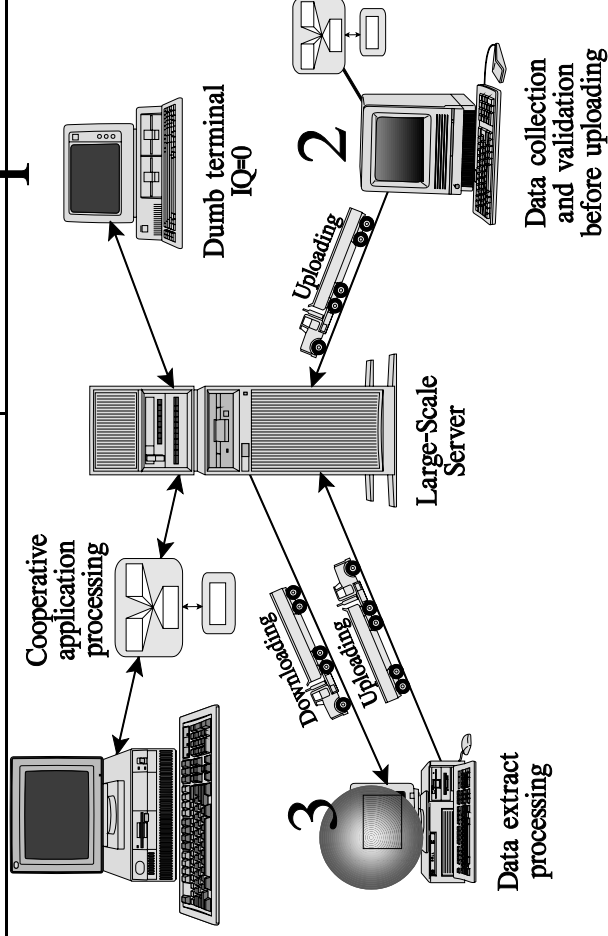 Dumb terminal
IQ=0
2
Uploading
Data collection
and validation
before uploading
Large-Scale
Server
Cooperative
application
processing
Downloading
Uploading
3
Data extract
processing